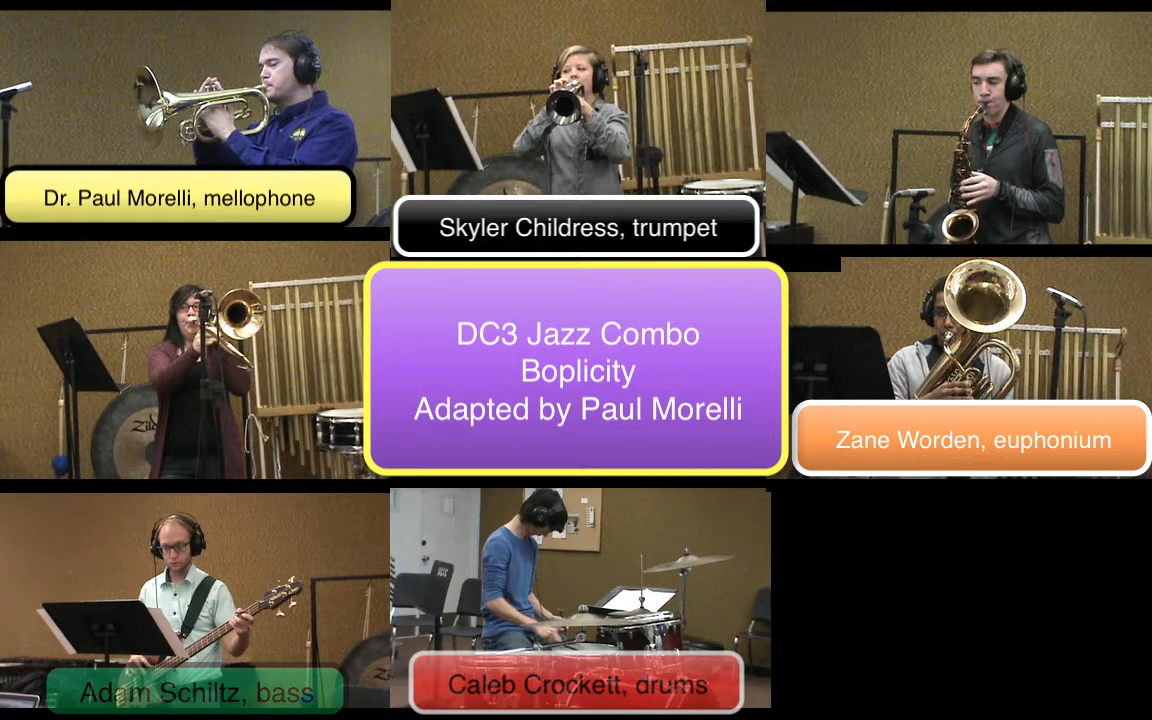 Dr. Paul Morelli, mellophone
Skyler Childress, trumpet
DC3 Jazz Combo
Boplicity
Adapted by Paul Morelli
Zane Worden, euphonium
Adam Schiltz, bass
Caleb Crockett, drums